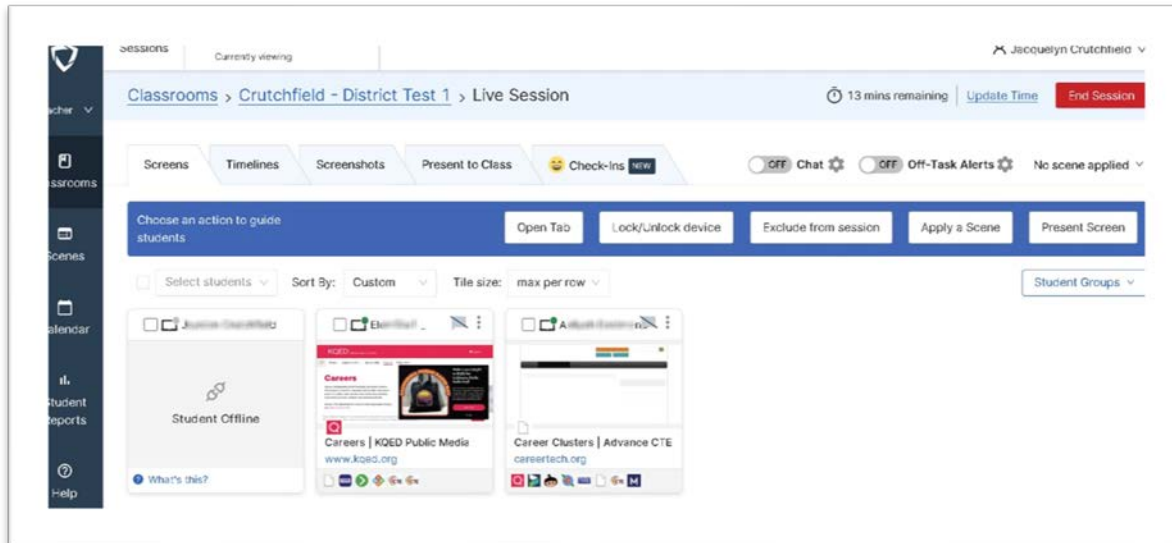 Sessions
Currently viewing
Jacquelyn Crutchfield
Classrooms > Crutchfield - District Test 1 > Live Session
13 mins remaining
Update Time
End Session
acher
assrooms
Scenes
alendar
Student
Reports
Help
Screens
Timelines
Screenshots
Present to Class
Check-Ins NEW
OFF Chat
OFF Off-Task Alerts
No scene applied
Choose an action to guide
students
Open Tab
Lock/Unlock device
Exclude from session
Apply a Scene
Present Screen
Select students
Sort By: Custom
Tile size: max per row
Student Groups
Student Offline
What's this?
KQED
Careers
Careers | KQED Public Media
www.kqed.org
Career Clusters | Advance CTE
careertech.org